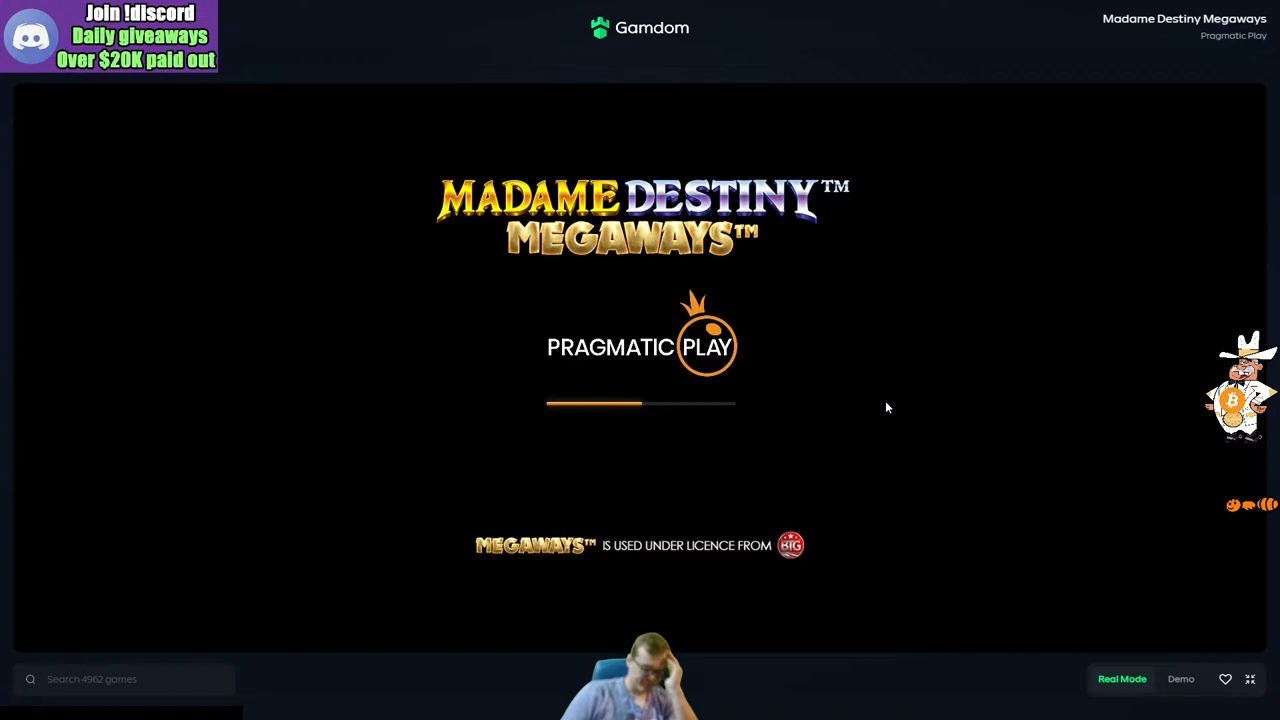 Join !discord
Daily giveaways
Over $20K paid out
Gamdom
Madame Destiny Megaways
Pragmatic Play
MADAME DESTINY™
MEGAWAYS™
PRAGMATIC PLAY
MEGAWAYS™ IS USED UNDER LICENCE FROM BTG
Search 4962 games
Real Mode
Demo